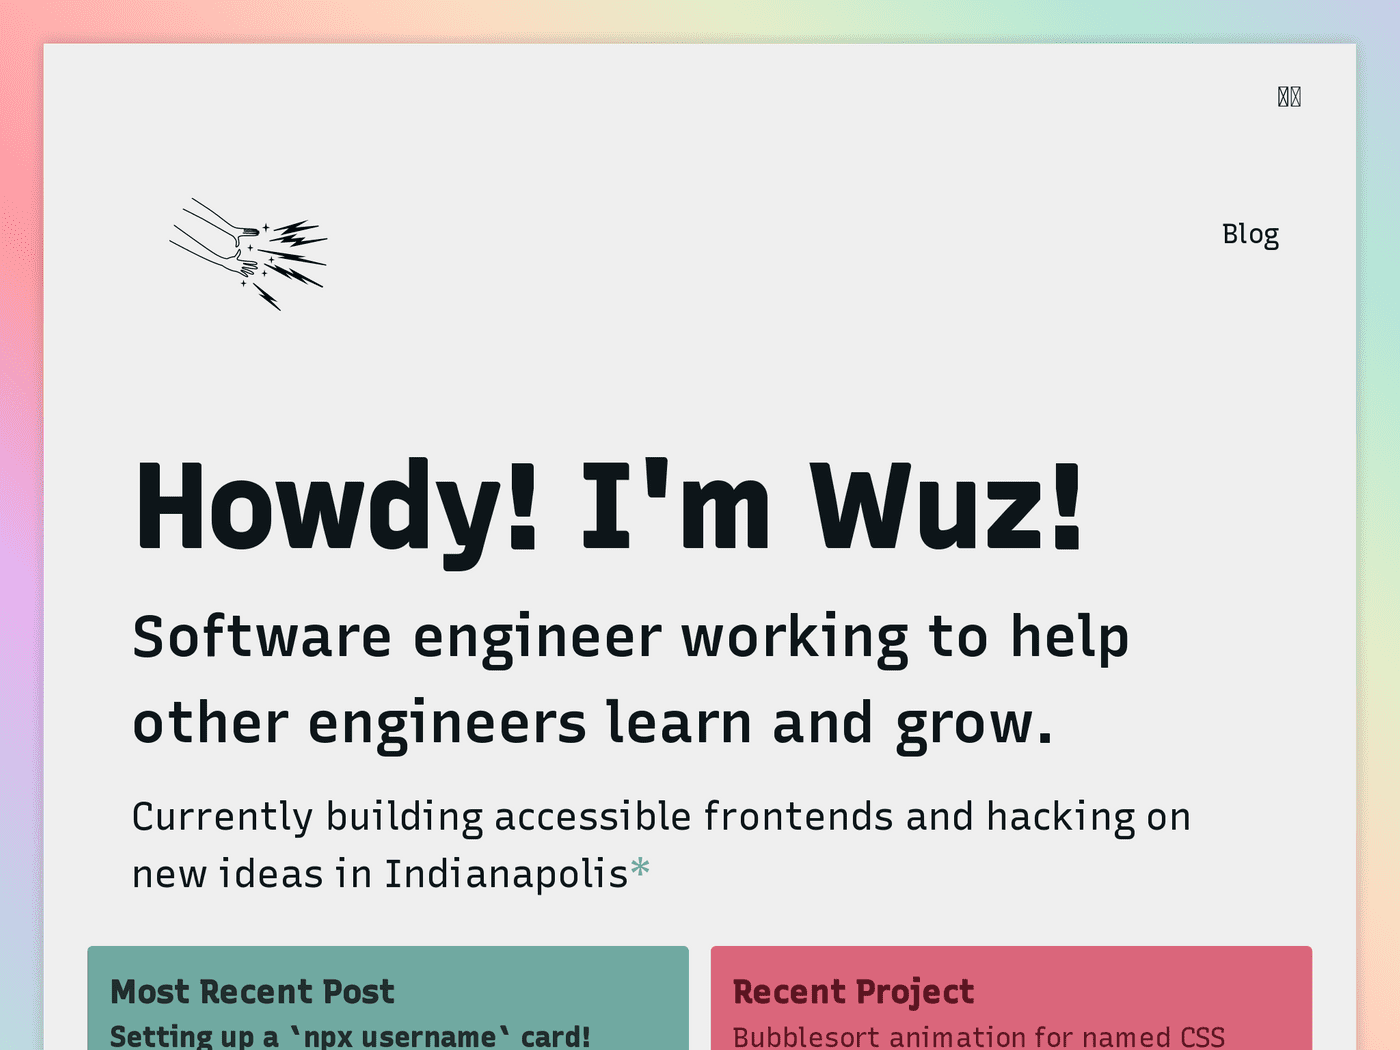 Blog
Howdy! I'm Wuz!
Software engineer working to help
other engineers learn and grow.
Currently building accessible frontends and hacking on
new ideas in Indianapolis*
Most Recent Post
Setting up a `npx username` card!
Recent Project
Bubblesort animation for named CSS